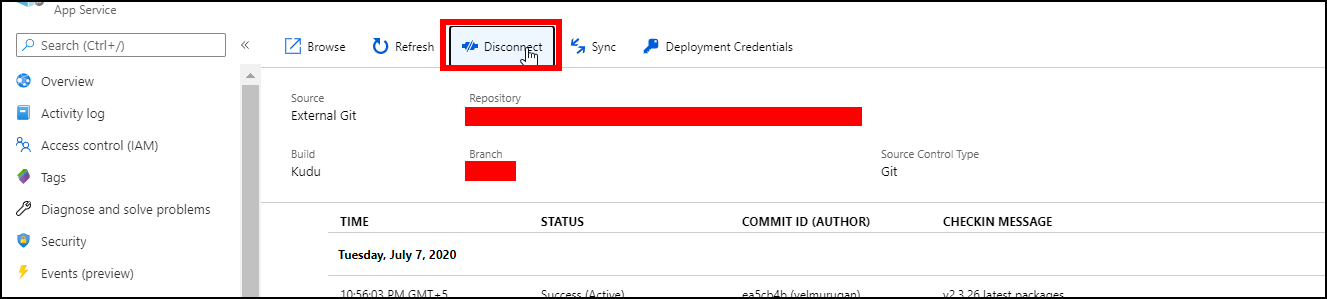 App Service
Search (Ctrl+/)
«
Browse
Refresh
Disconnect
Sync
Deployment Credentials
Overview
Activity log
Access control (IAM)
Tags
Diagnose and solve problems
Security
Events (preview)
Source
Repository
External Git
Build
Branch
Source Control Type
Kudu
Git
TIME STATUS COMMIT ID (AUTHOR) CHECKIN MESSAGE
Tuesday, July 7, 2020
10:56:03 PM GMT+5 Success (Active) ea5cb4b (velmurugan) v2.3.26 latest packages